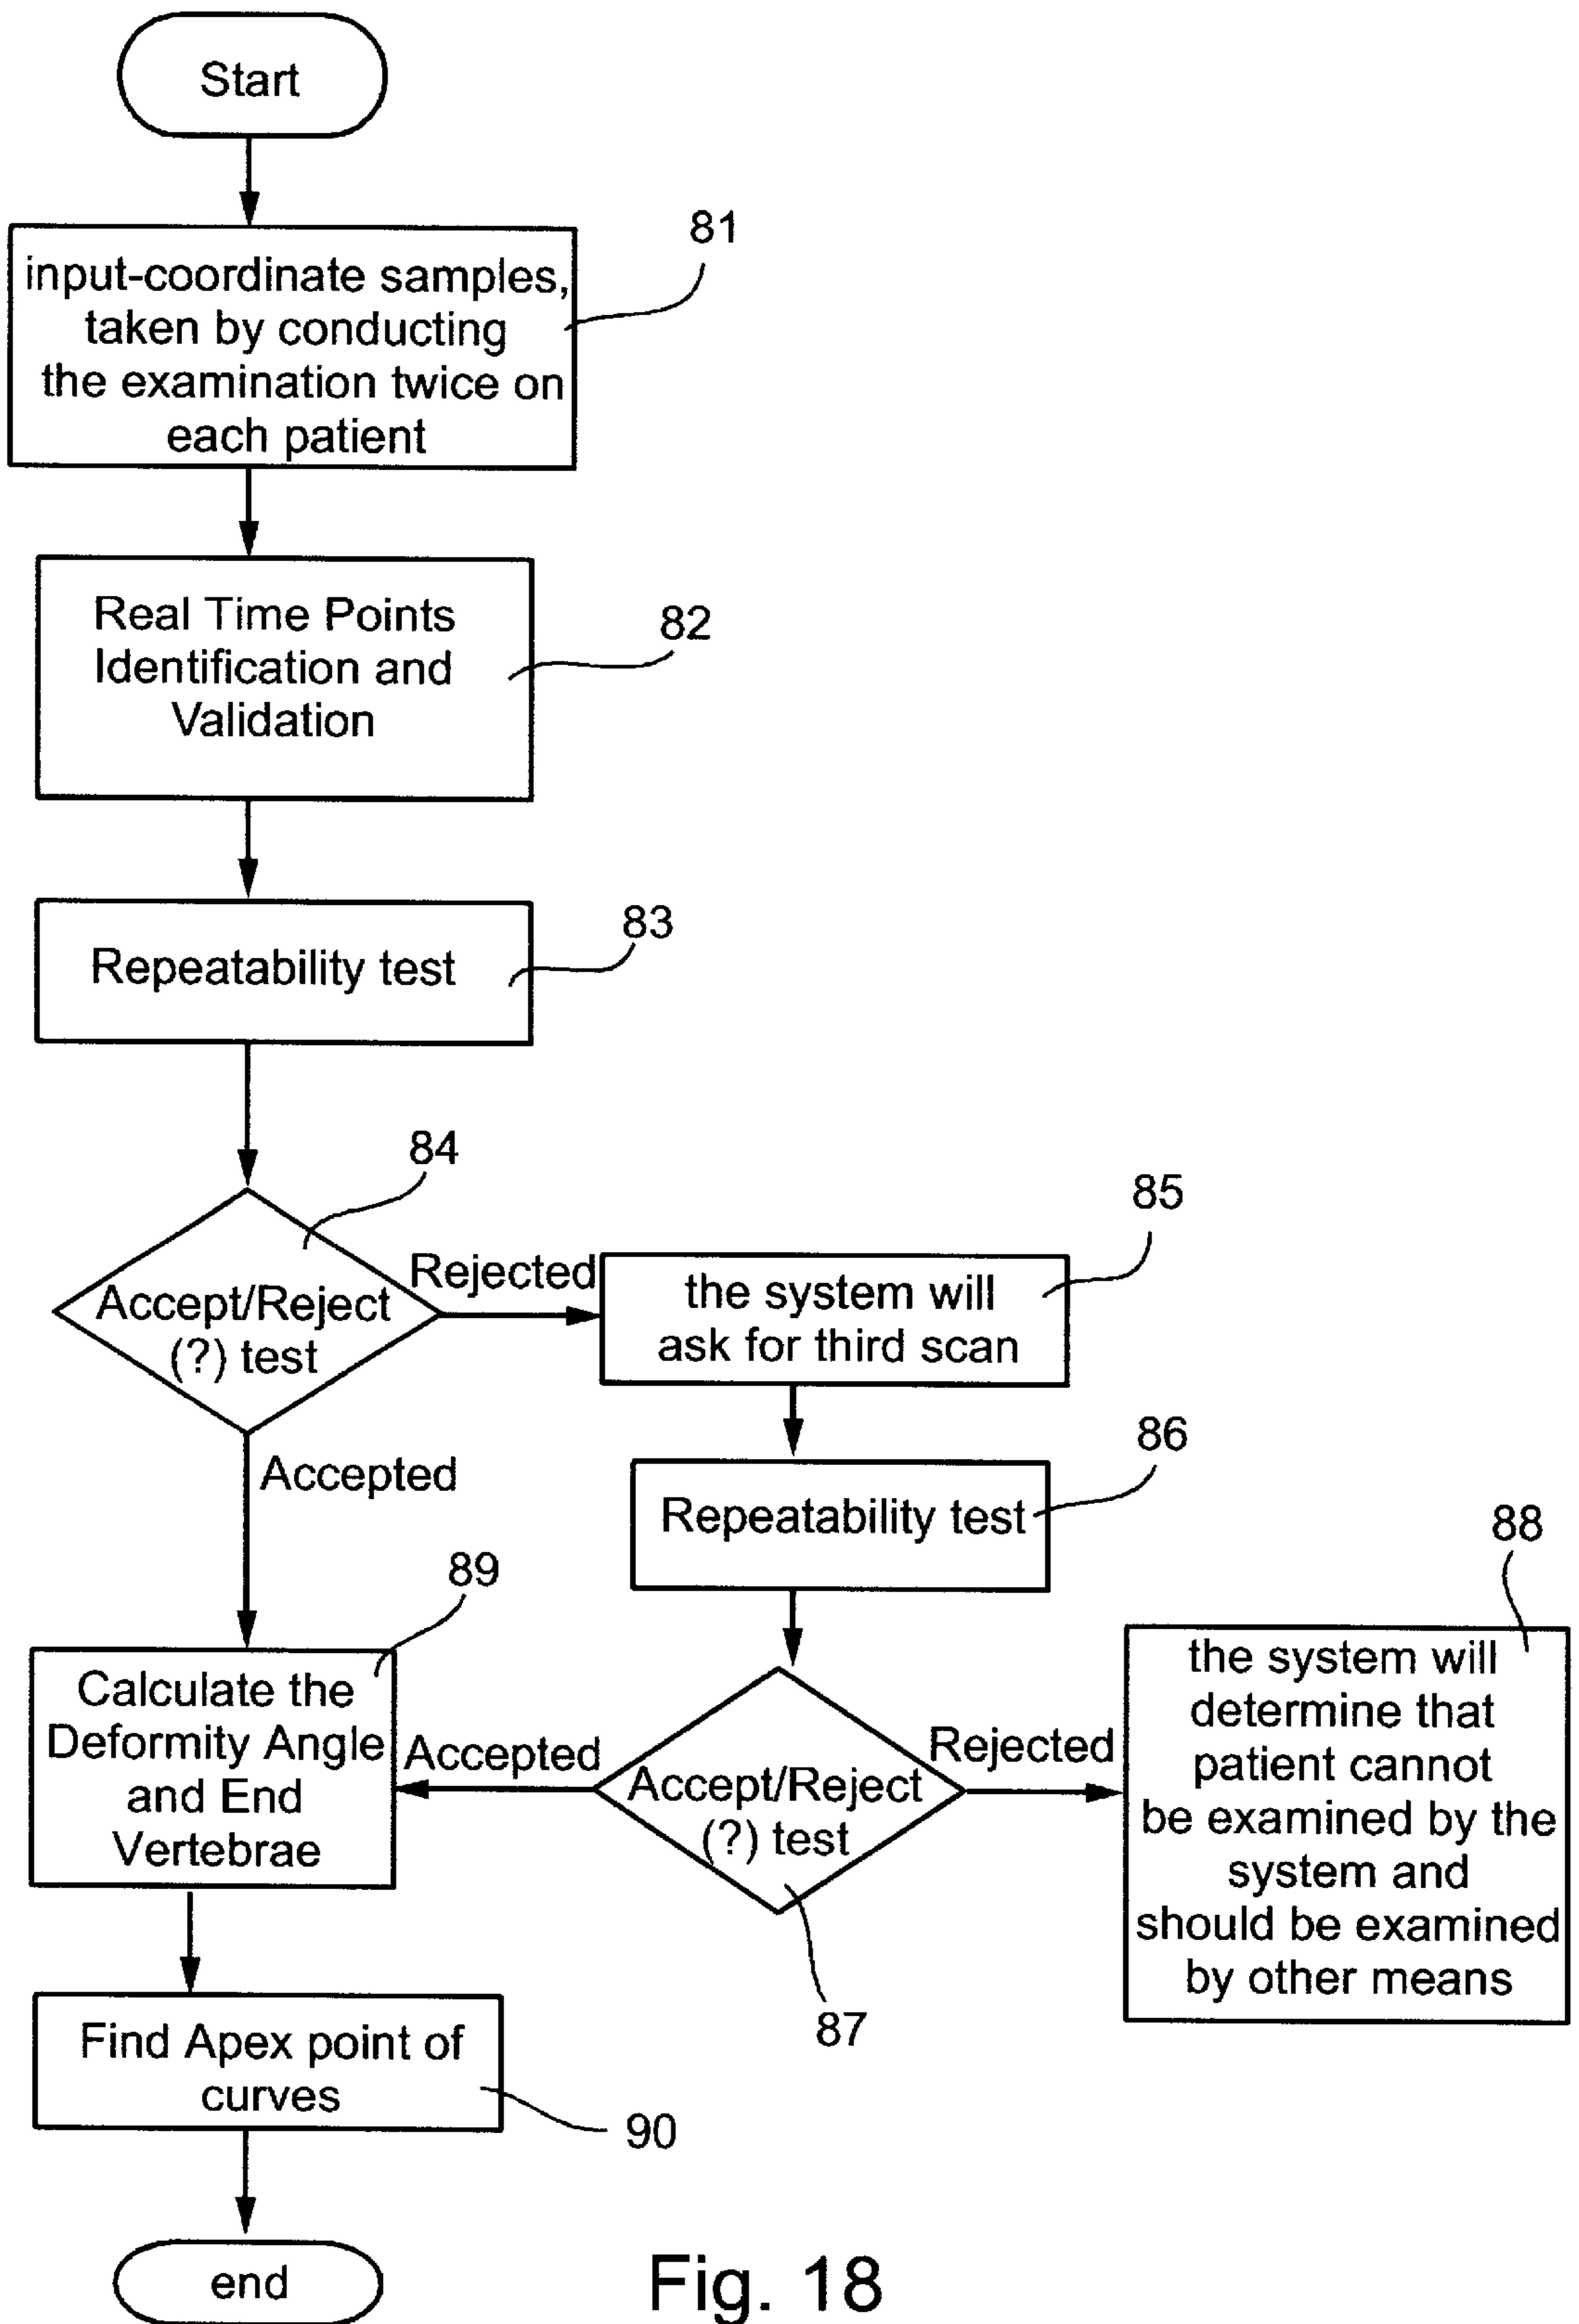 Start
81
input-coordinate samples,
taken by conducting
the examination twice on
each patient
82
Real Time Points
Identification and
Validation
83
Repeatability test
84
Accept/Reject
(?) test
Rejected
85
the system will
ask for third scan
Accepted
86
Repeatability test
88
the system will
determine that
patient cannot
be examined by the
system and
should be examined
by other means
89
Calculate the
Deformity Angle
and End
Vertebrae
Accepted
Accept/Reject
(?) test
Rejected
87
Find Apex point of
curves
90
end
Fig. 18